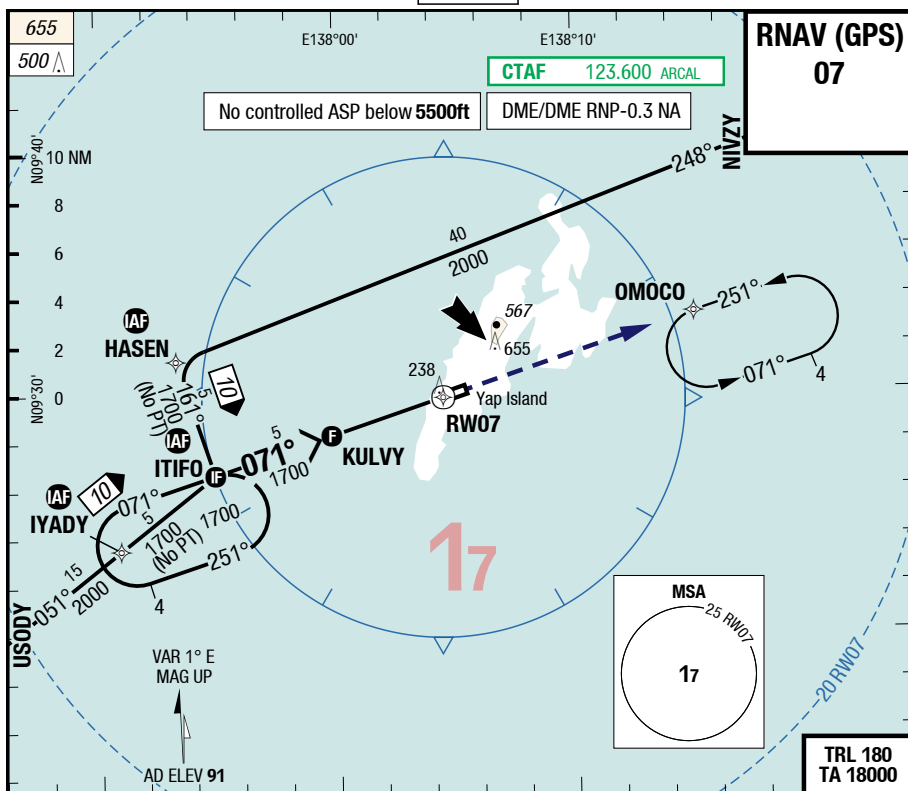 655
500
E138°00'
E138°10'
RNAV (GPS)
07
CTAF 123.600 ARCAL
No controlled ASP below 5500ft
DME/DME RNP-0.3 NA
N09°40'
10 NM
8
6
4
2
0
N09°30'
248°
NIVZY
40
2000
OMOCO
251°
071°
4
IAF
HASEN
567
655
238
Yap Island
RW07
10
161°
5
1700
(No PT)
IAF
ITIFO
IF
071°
5
1700
F
KULVY
IAF
IYADY
10
071°
5
1700
(No PT)
1700
251°
4
051°
15
2000
USODY
17
MSA
25 RW07
17
20 RW07
VAR 1° E
MAG UP
AD ELEV 91
TRL 180
TA 18000